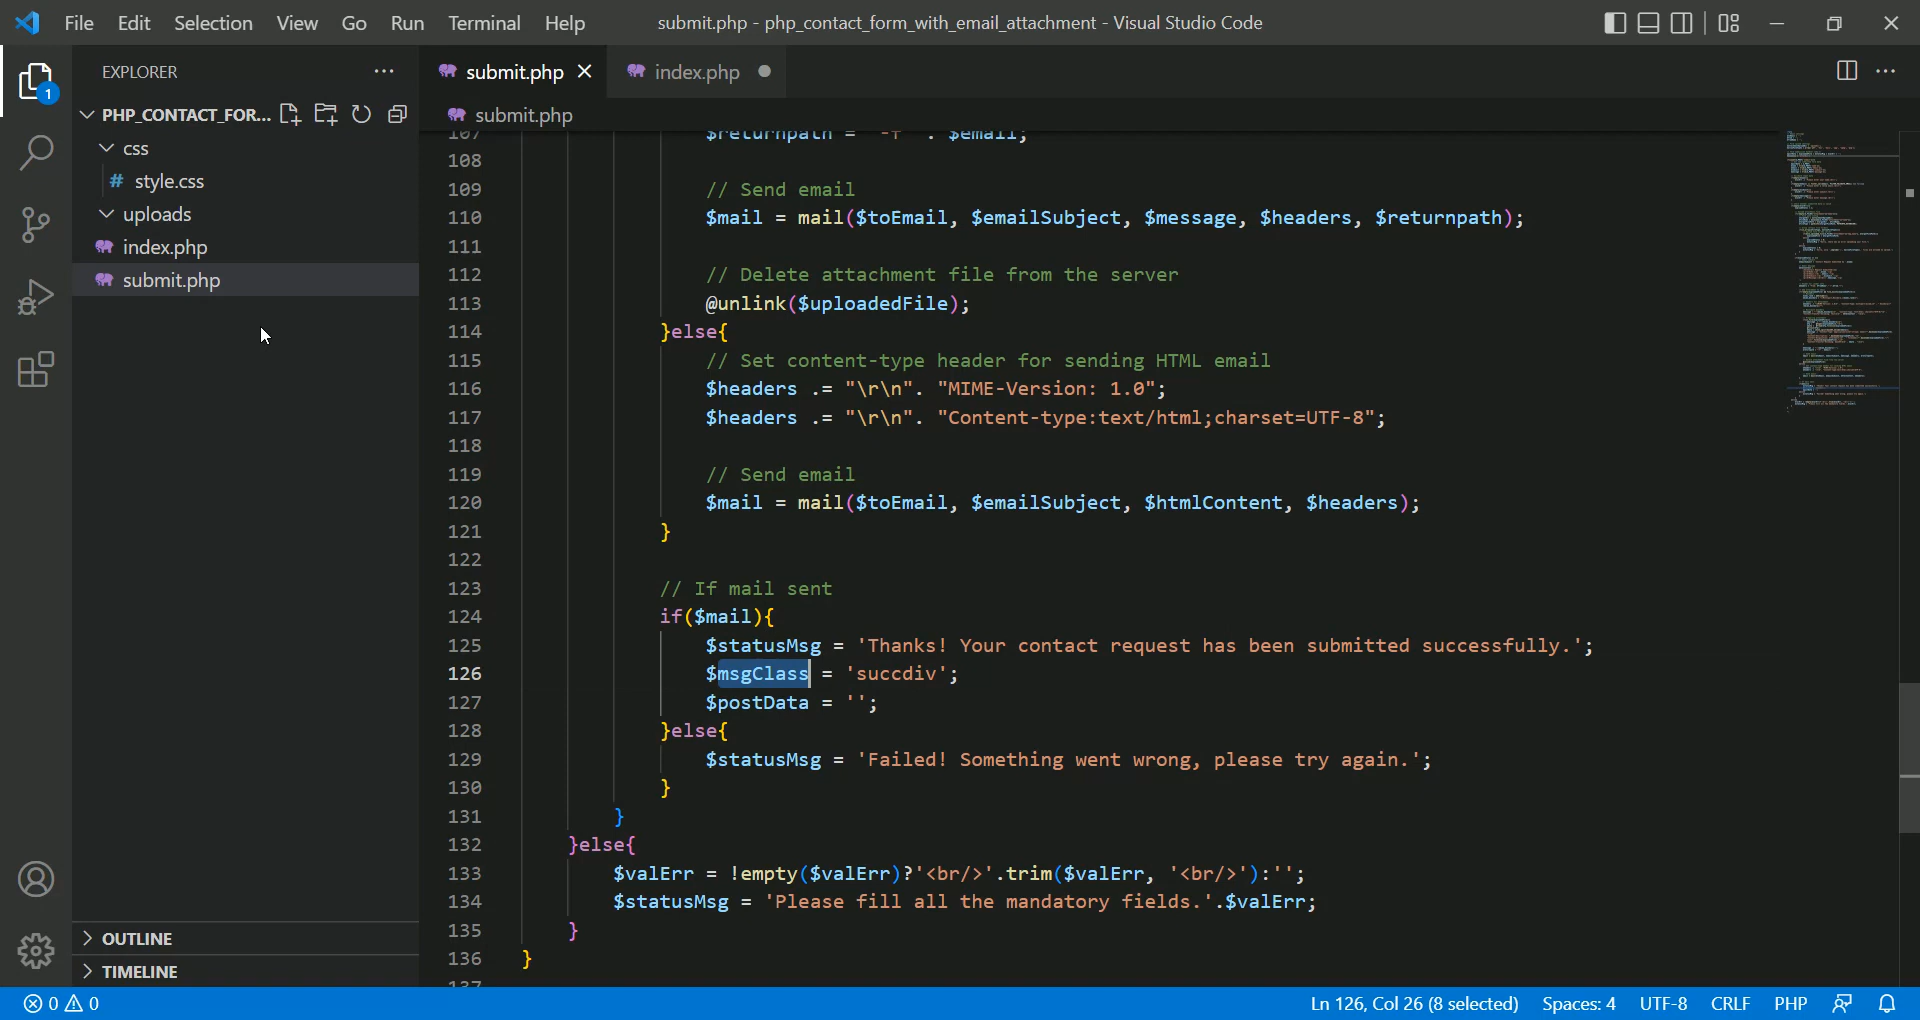 File Edit Selection View Go Run Terminal Help
submit.php - php_contact_form_with_email_attachment - Visual Studio Code
EXPLORER
1
PHP_CONTACT_FOR...
css
# style.css
uploads
index.php
submit.php
OUTLINE
TIMELINE
submit.php index.php
submit.php
107 $returnpath = "-f" . $email;
108
109 // Send email
110 $mail = mail($toEmail, $emailSubject, $message, $headers, $returnpath);
111
112 // Delete attachment file from the server
113 @unlink($uploadedFile);
114 }else{
115 // Set content-type header for sending HTML email
116 $headers .= "\r\n". "MIME-Version: 1.0";
117 $headers .= "\r\n". "Content-type:text/html;charset=UTF-8";
118
119 // Send email
120 $mail = mail($toEmail, $emailSubject, $htmlContent, $headers);
121 }
122
123 // If mail sent
124 if($mail){
125 $statusMsg = 'Thanks! Your contact request has been submitted successfully.';
126 $msgClass = 'succdiv';
127 $postData = '';
128 }else{
129 $statusMsg = 'Failed! Something went wrong, please try again.';
130 }
131 }
132 }else{
133 $valErr = !empty($valErr)?'<br/>'.trim($valErr, '<br/>'):'';
134 $statusMsg = 'Please fill all the mandatory fields.'.$valErr;
135 }
136 }
137
0 0 Ln 126, Col 26 (8 selected) Spaces: 4 UTF-8 CRLF PHP